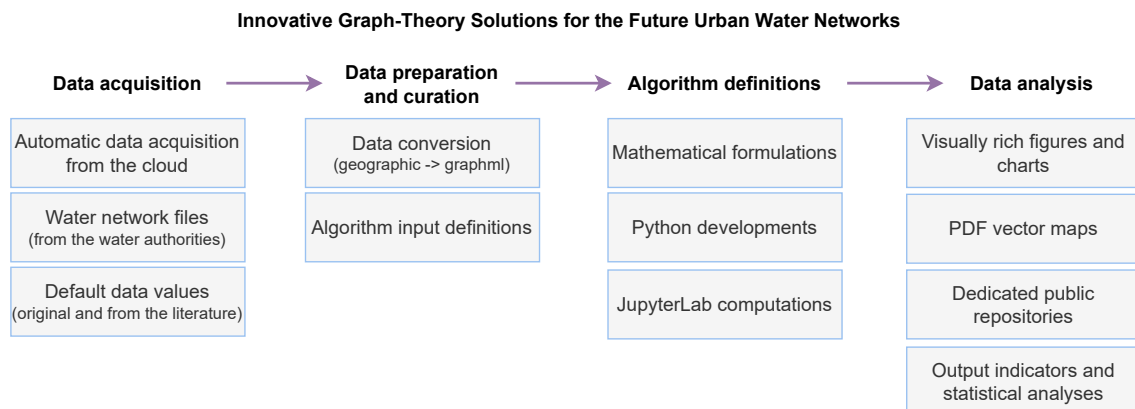 Innovative Graph-Theory Solutions for the Future Urban Water Networks
Data acquisition
Automatic data acquisition
from the cloud
Water network files
(from the water authorities)
Default data values
(original and from the literature)
Data preparation
and curation
Data conversion
(geographic -> graphml)
Algorithm input definitions
Algorithm definitions
Mathematical formulations
Python developments
JupyterLab computations
Data analysis
Visually rich figures and
charts
PDF vector maps
Dedicated public
repositories
Output indicators and
statistical analyses